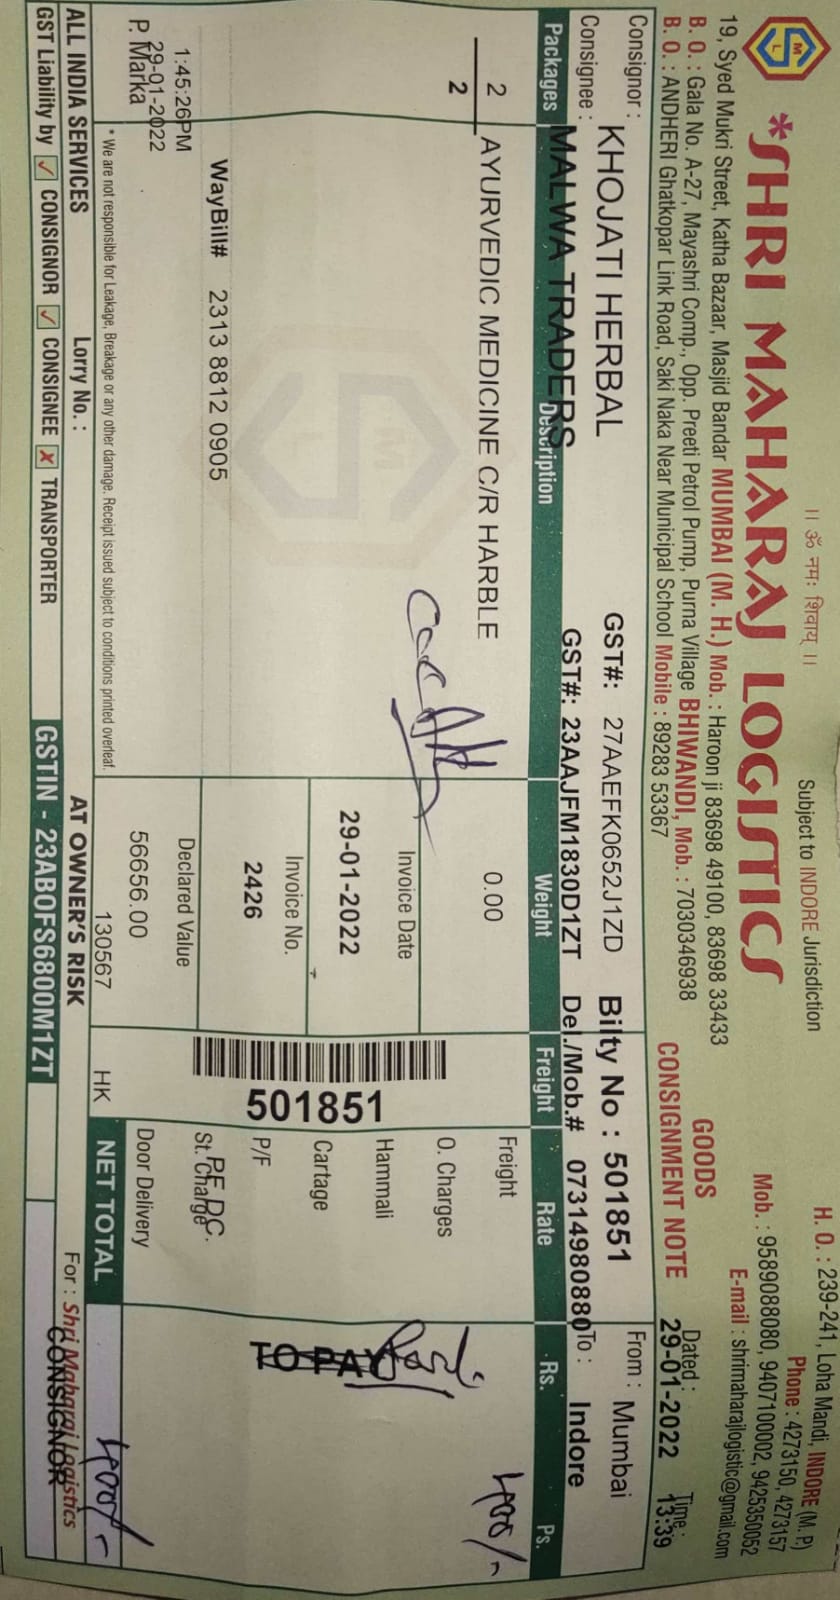 ।। ॐ नमः शिवाय् ।।
Subject to INDORE Jurisdiction
*SHRI MAHARAJ LOGISTICS
H. O. : 239-241, Loha Mandi, INDORE (M. P.)
Phone : 4273150, 4273157
Mob. : 9589088080, 9407100002, 9425350052
E-mail : shrimaharajlogistic@gmail.com
19, Syed Mukri Street, Katha Bazaar, Masjid Bandar MUMBAI (M. H.) Mob. : Haroon ji 83698 49100, 83698 33433
B. O. : Gala No. A-27, Mayashri Comp., Opp. Preeti Petrol Pump, Purna Village BHIWANDI, Mob. : 7030346938
B. O. : ANDHERI Ghatkopar Link Road, Saki Naka Near Municipal School Mobile : 89283 53367
GOODS
CONSIGNMENT NOTE
Dated : 29-01-2022
Time : 13:39
Consignor : KHOJATI HERBAL GST#: 27AAEFK0652J1ZD Bilty No : 501851 From : Mumbai
Consignee : MALWA TRADERS GST#: 23AAJFM1830D1ZT Del./Mob.# 07314980880 To : Indore
Packages Description Weight Freight Rate Rs. Ps.
2 AYURVEDIC MEDICINE C/R HARBLE 0.00 Freight 400/-
2
O. Charges
Invoice Date Hammali
29-01-2022 Cartage
TO PAY
Invoice No. P/F
2426
501851
WayBill# 2313 8812 0905
PF DC.
St. Charge
Declared Value
56656.00
Door Delivery
1:45:26PM
29-01-2022
P. Marka
* We are not responsible for Leakage, Breakage or any other damage. Receipt issued subject to conditions printed overleaf.
130567 HK NET TOTAL 400/-
ALL INDIA SERVICES Lorry No. : AT OWNER'S RISK For : Shri Maharaj Logistics
CONSIGNOR
GST Liability by ✓ CONSIGNOR ✓ CONSIGNEE ✗ TRANSPORTER GSTIN - 23ABOFS6800M1ZT